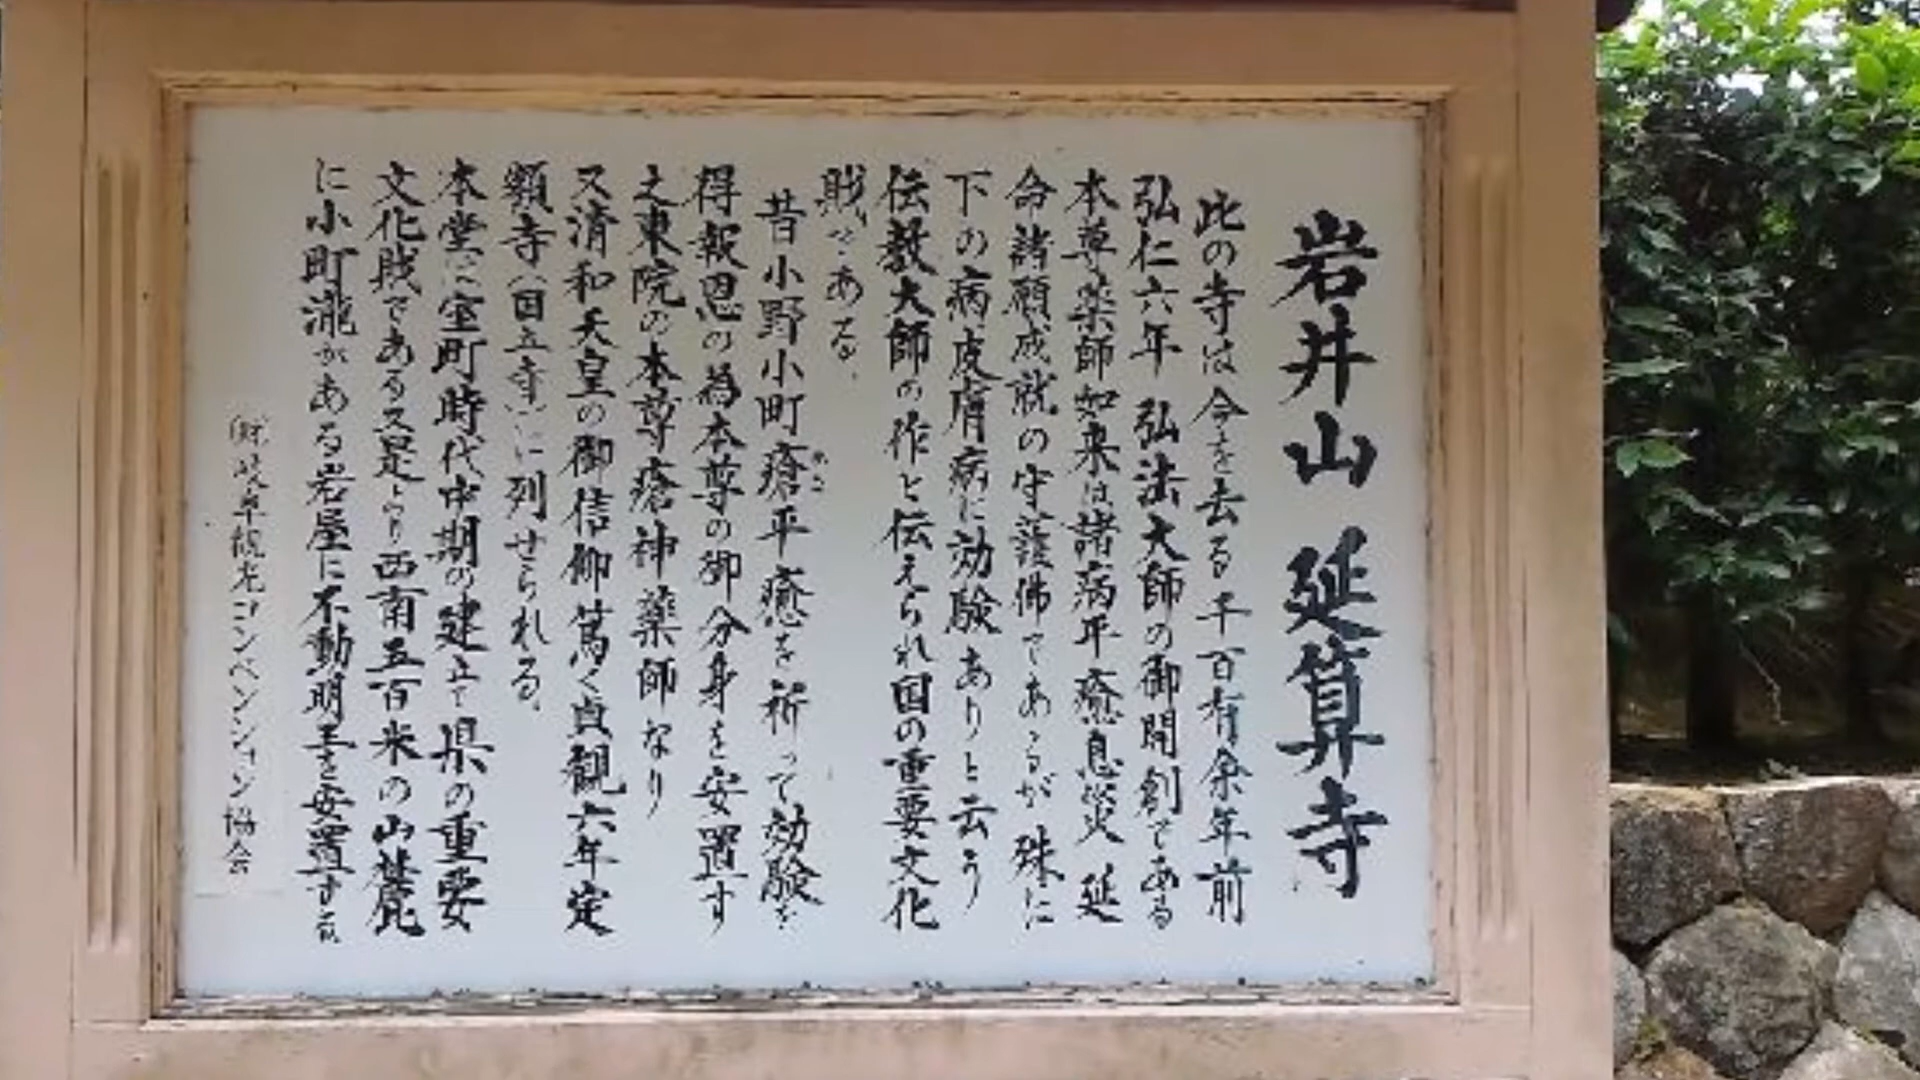 岩井山 延算寺
此の寺は今を去る千百有余年前
弘仁六年 弘法大師の御開創である
本尊薬師如来は諸病平癒息災 延
命諸願成就の守護佛であるが 殊に
下の病皮膚病に効験ありと云う
伝教大師の作と伝えられ国の重要文化
財である。
昔小野小町瘡平癒を祈って効験を
得報恩の為本尊の御分身を安置す
之東院の本尊瘡神薬師なり
又清和天皇の御信仰篤く貞観六年定
額寺(国立寺)に列せられる。
本堂は室町時代中期の建立で県の重要
文化財である又是より西南五百米の山麓
に小町瀧がある岩屋に不動明王を安置する
(財)岐阜観光コンベンション協会